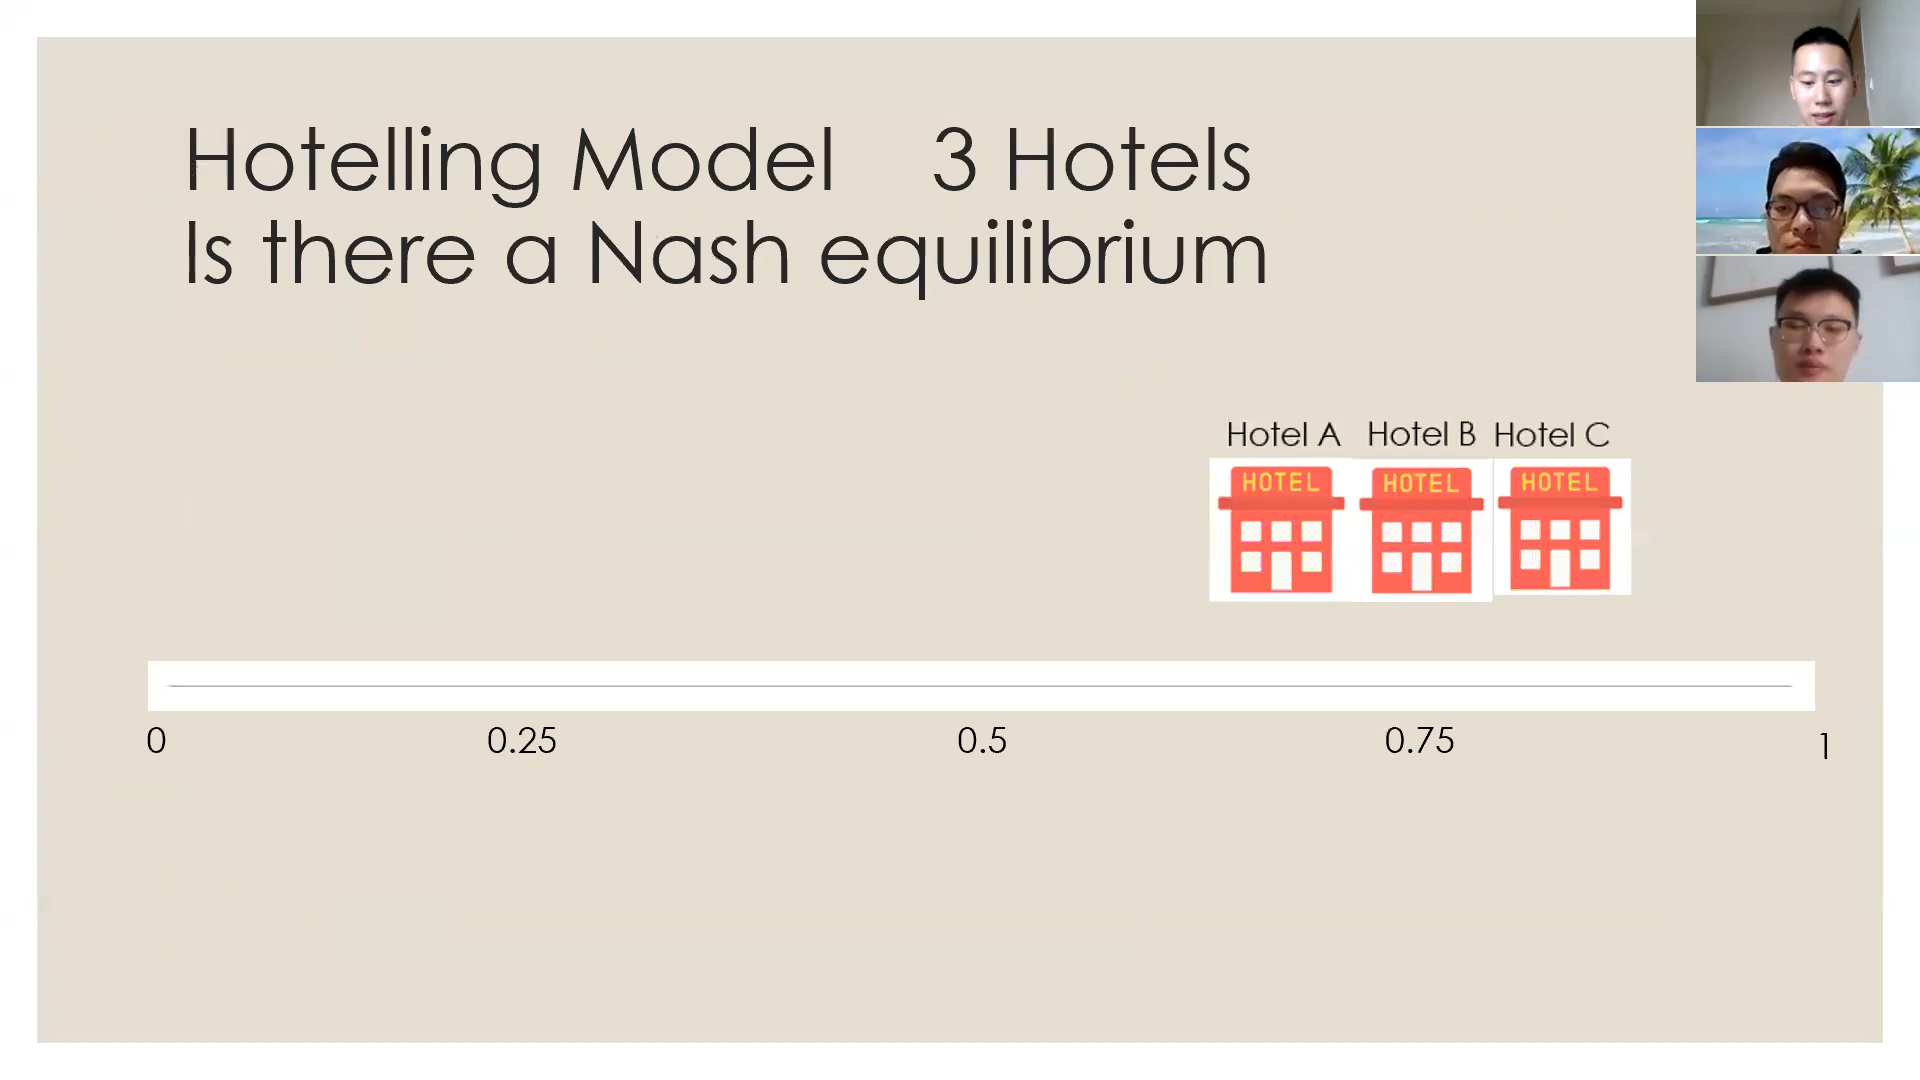 Hotelling Model 3 Hotels
Is there a Nash equilibrium
Hotel A Hotel B Hotel C
HOTEL HOTEL HOTEL
0 0.25 0.5 0.75 1